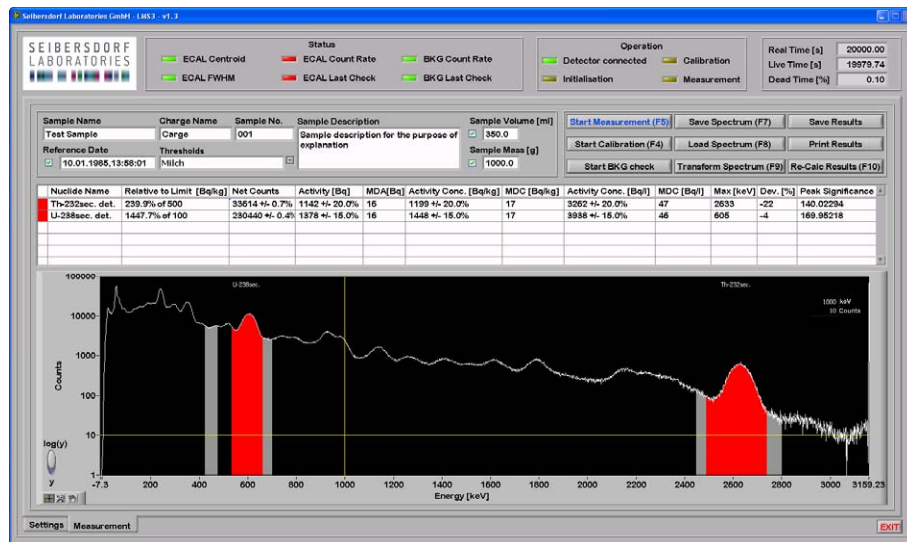 Seibersdorf Laboratories GmbH - LMS3 - v1.3
SEIBERSDORF
LABORATORIES
Status
ECAL Centroid
ECAL Count Rate
BKG Count Rate
ECAL FWHM
ECAL Last Check
BKG Last Check
Operation
Detector connected
Calibration
Initialisation
Measurement
Real Time [s] 20000.00
Live Time [s] 19979.74
Dead Time [%] 0.10
Sample Name
Test Sample
Charge Name
Carge
Sample No.
001
Sample Description
Sample description for the purpose of
explanation
Sample Volume [ml]
350.0
Reference Date
10.01.1985,13:58:01
Thresholds
Milch
Sample Mass [g]
1000.0
Start Measurement (F5)
Save Spectrum (F7)
Save Results
Start Calibration (F4)
Load Spectrum (F8)
Print Results
Start BKG check
Transform Spectrum (F9)
Re-Calc Results (F10)
Nuclide Name Relative to Limit [Bq/kg] Net Counts Activity [Bq] MDA[Bq] Activity Conc. [Bq/kg] MDC [Bq/kg] Activity Conc. [Bq/l] MDC [Bq/l] Max [keV] Dev. [%] Peak Significance
Th-232sec. det. 239.9% of 500 33614 +/- 0.7% 1142 +/- 20.0% 16 1199 +/- 20.0% 17 3262 +/- 20.0% 47 2633 -22 140.02294
U-238sec. det. 1447.7% of 100 230440 +/- 0.4% 1378 +/- 15.0% 16 1448 +/- 15.0% 17 3938 +/- 15.0% 46 605 -4 169.95218
U-238sec.
Th-232sec.
1000 keV
10 Counts
Counts
100000
10000
1000
100
10
1
log(y)
y
-7.3 200 400 600 800 1000 1200 1400 1600 1800 2000 2200 2400 2600 2800 3000 3159.23
Energy [keV]
Settings
Measurement
EXIT